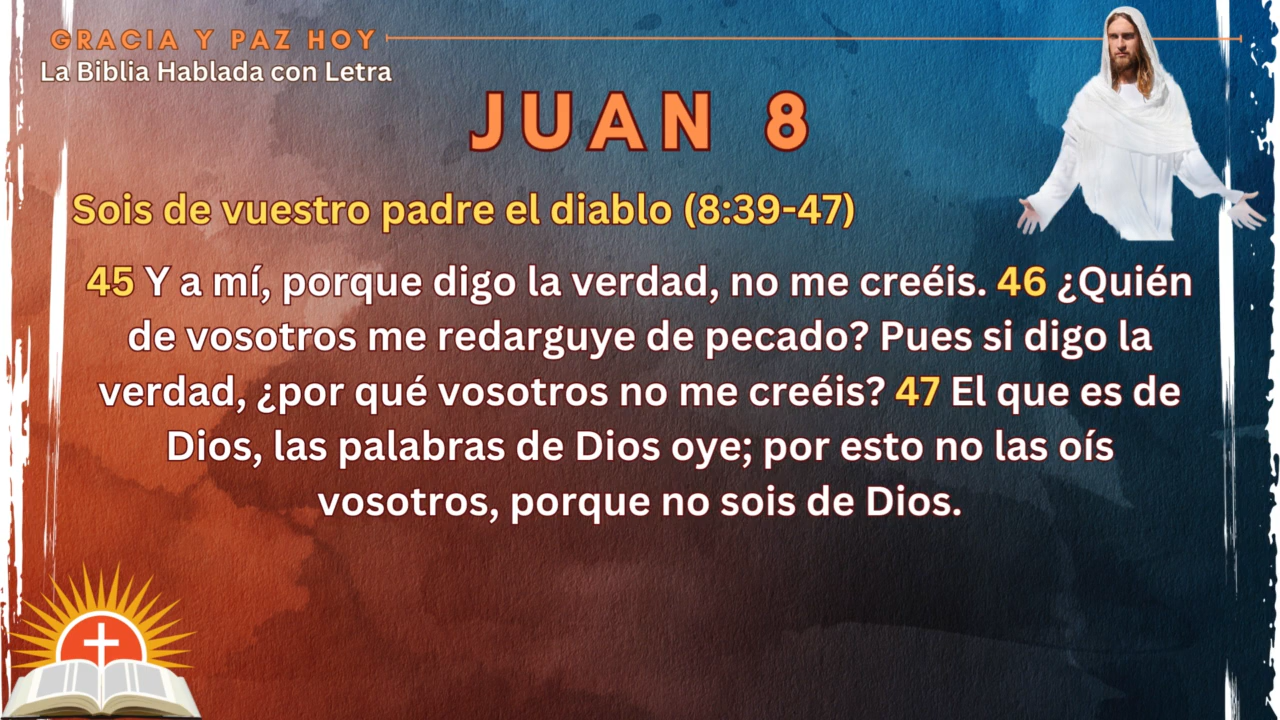 GRACIA Y PAZ HOY
La Biblia Hablada con Letra
JUAN 8
Sois de vuestro padre el diablo (8:39-47)
45 Y a mí, porque digo la verdad, no me creéis. 46 ¿Quién
de vosotros me redarguye de pecado? Pues si digo la
verdad, ¿por qué vosotros no me creéis? 47 El que es de
Dios, las palabras de Dios oye; por esto no las oís
vosotros, porque no sois de Dios.